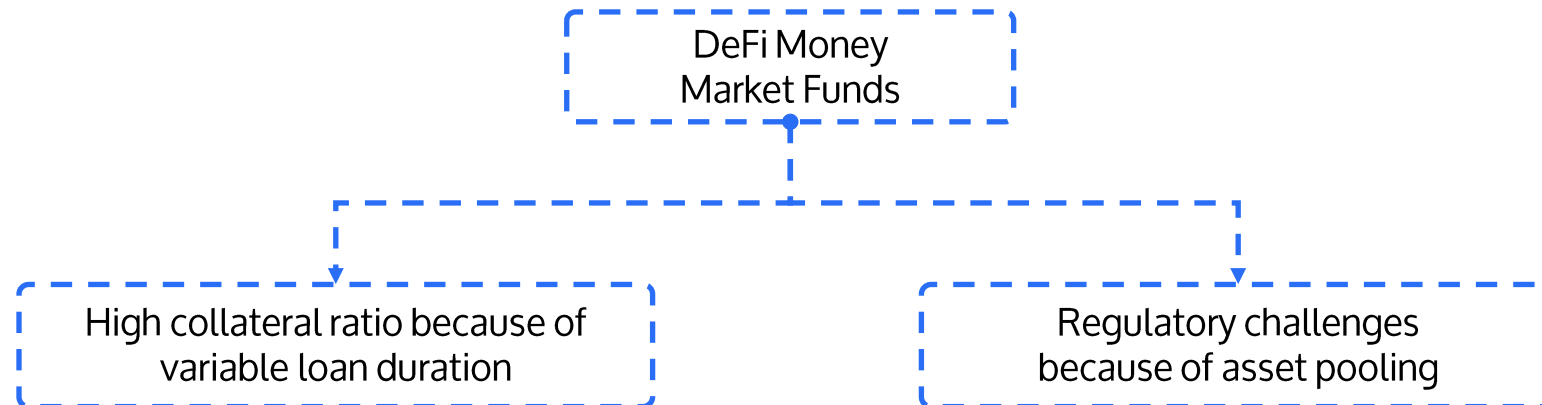 DeFi Money
Market Funds
High collateral ratio because of
variable loan duration
Regulatory challenges
because of asset pooling